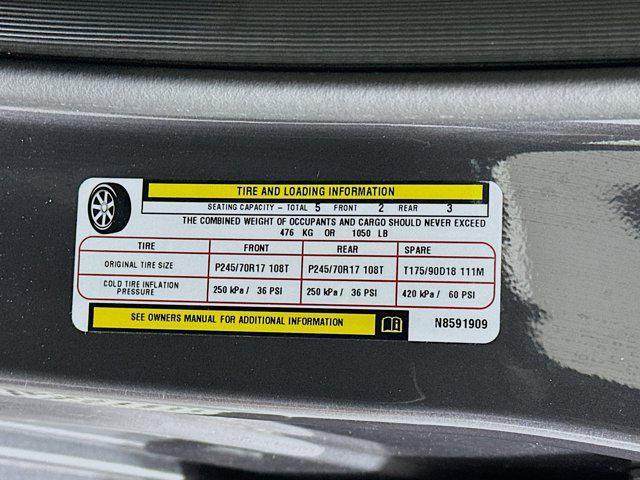 TIRE AND LOADING INFORMATION
SEATING CAPACITY - TOTAL 5 FRONT 2 REAR 3
THE COMBINED WEIGHT OF OCCUPANTS AND CARGO SHOULD NEVER EXCEED
476 KG OR 1050 LB
TIRE FRONT REAR SPARE
ORIGINAL TIRE SIZE P245/70R17 108T P245/70R17 108T T175/90D18 111M
COLD TIRE INFLATION PRESSURE 250 kPa / 36 PSI 250 kPa / 36 PSI 420 kPa / 60 PSI
SEE OWNERS MANUAL FOR ADDITIONAL INFORMATION
N8591909